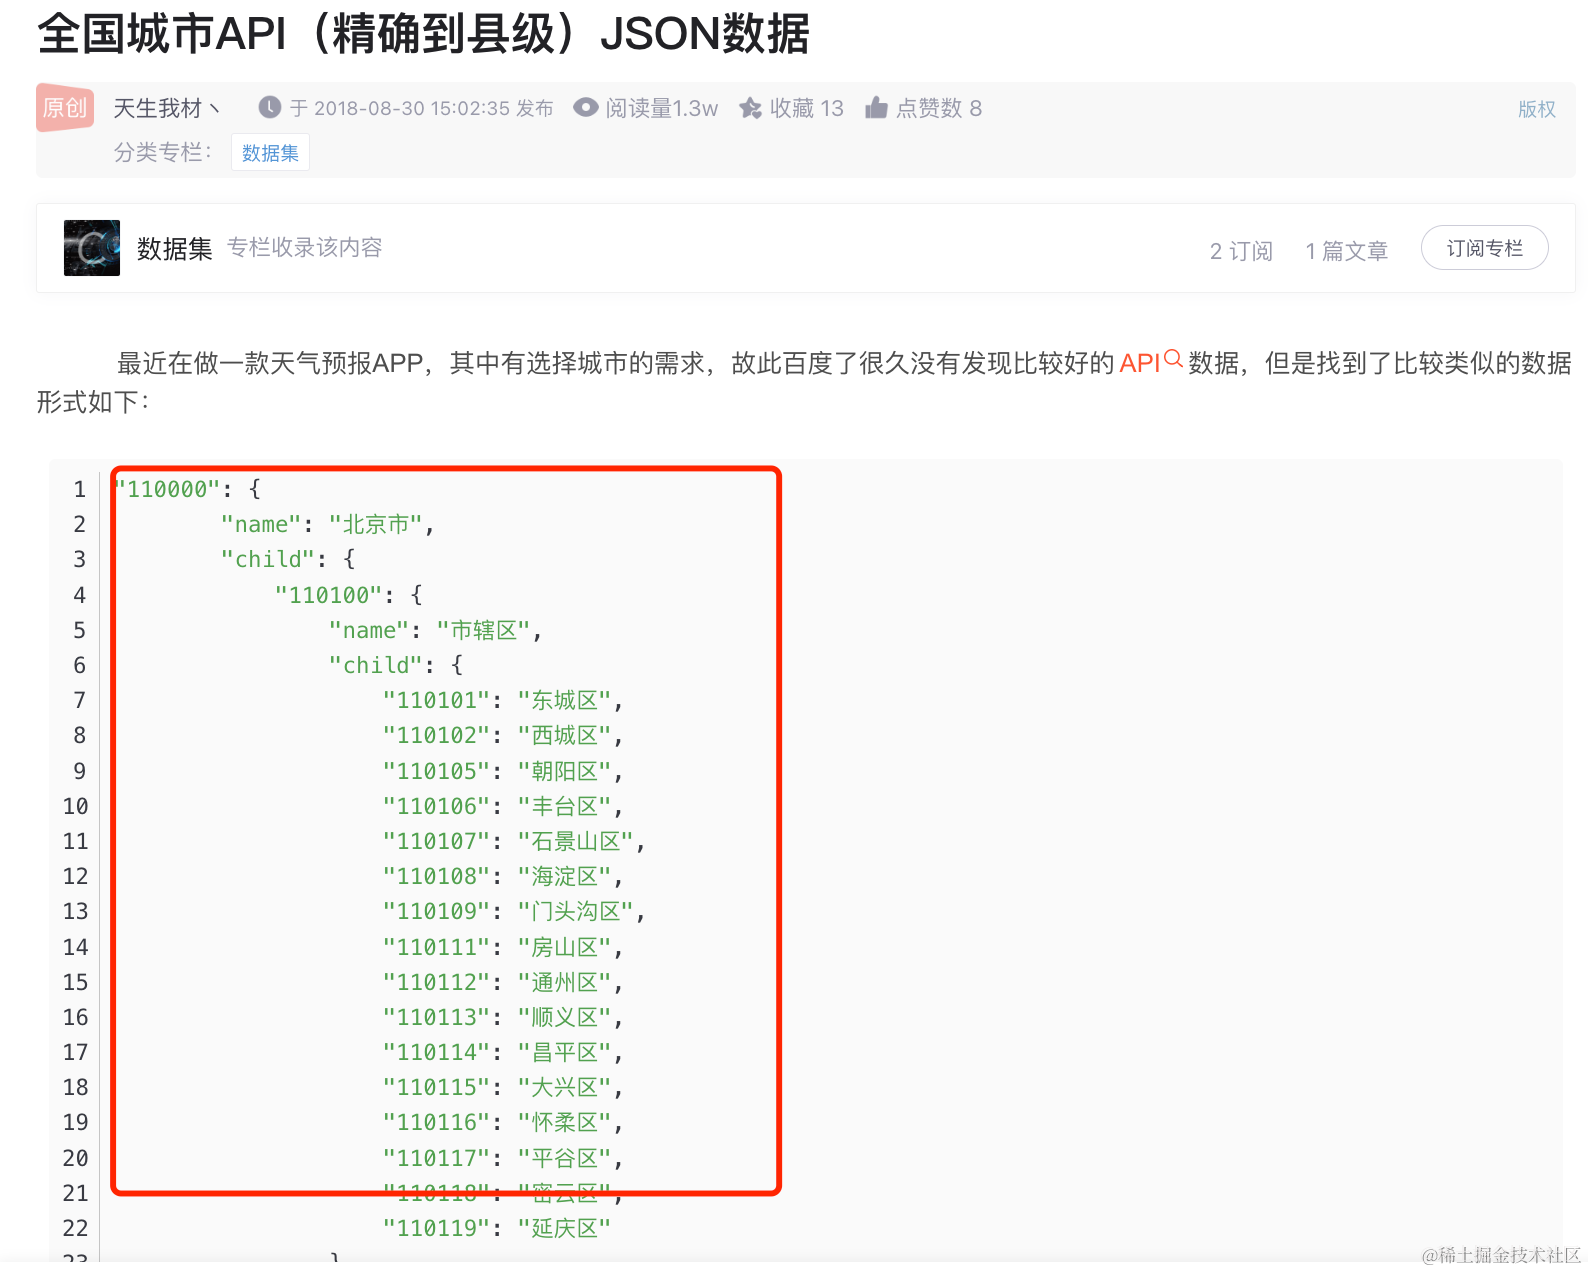 全国城市API（精确到县级）JSON数据
原创 天生我材丶 于 2018-08-30 15:02:35 发布 阅读量1.3w 收藏 13 点赞数 8 版权
分类专栏： 数据集
数据集 专栏收录该内容 2 订阅 1 篇文章 订阅专栏
最近在做一款天气预报APP，其中有选择城市的需求，故此百度了很久没有发现比较好的 API 数据，但是找到了比较类似的数据
形式如下：
1 "110000": {
2 "name": "北京市",
3 "child": {
4 "110100": {
5 "name": "市辖区",
6 "child": {
7 "110101": "东城区",
8 "110102": "西城区",
9 "110105": "朝阳区",
10 "110106": "丰台区",
11 "110107": "石景山区",
12 "110108": "海淀区",
13 "110109": "门头沟区",
14 "110111": "房山区",
15 "110112": "通州区",
16 "110113": "顺义区",
17 "110114": "昌平区",
18 "110115": "大兴区",
19 "110116": "怀柔区",
20 "110117": "平谷区",
21 "110118": "密云区",
22 "110119": "延庆区"
23 }
@稀土掘金技术社区